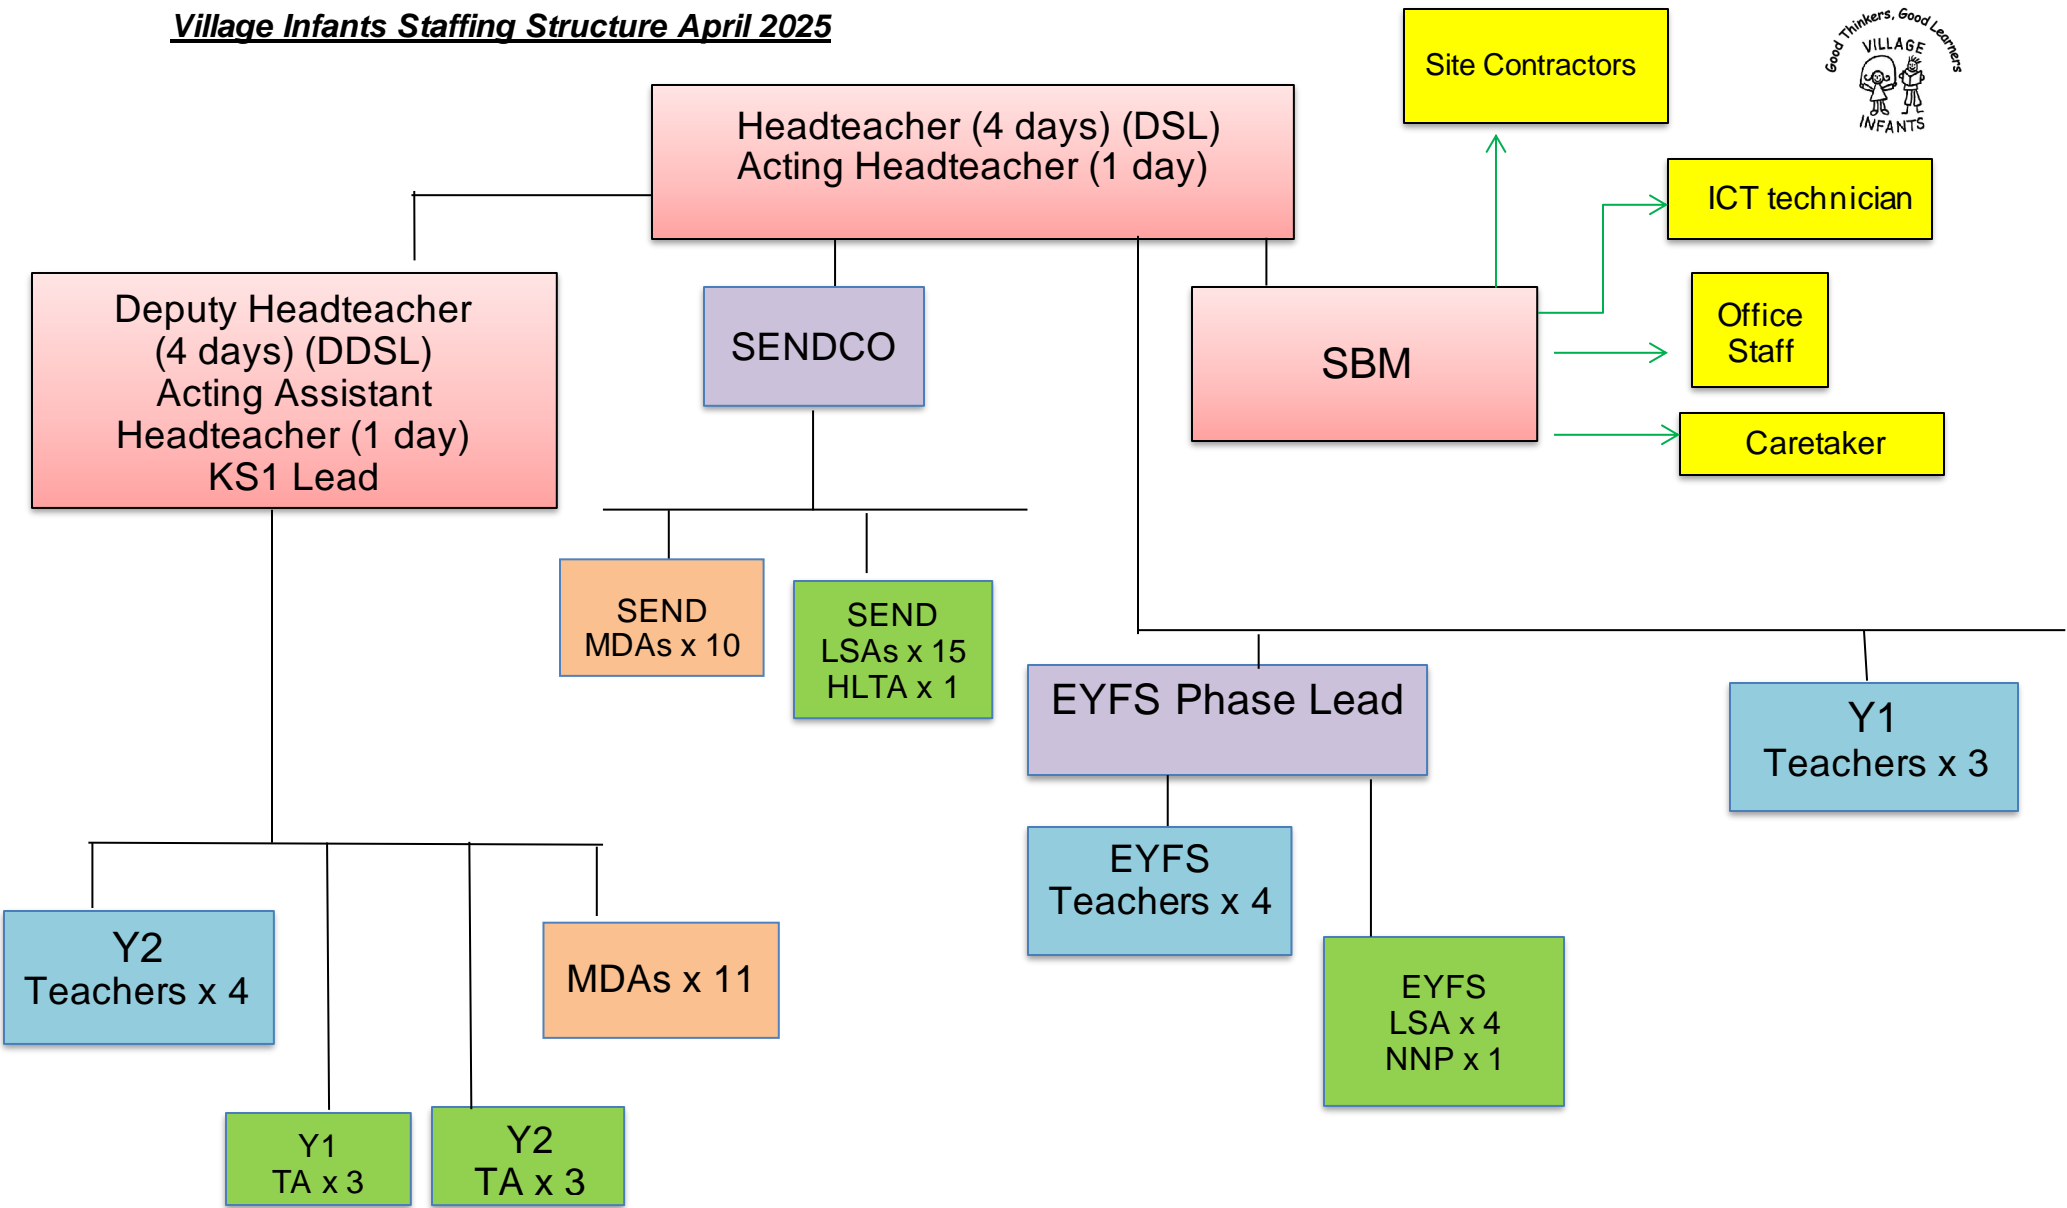 Village Infants Staffing Structure April 2025
Good Thinkers, Good Learners
VILLAGE
INFANTS
Site Contractors
Headteacher (4 days) (DSL)
Acting Headteacher (1 day)
ICT technician
Deputy Headteacher
(4 days) (DDSL)
Acting Assistant
Headteacher (1 day)
KS1 Lead
SENDCO
SBM
Office
Staff
Caretaker
SEND
MDAs x 10
SEND
LSAs x 15
HLTA x 1
EYFS Phase Lead
Y1
Teachers x 3
EYFS
Teachers x 4
Y2
Teachers x 4
MDAs x 11
EYFS
LSA x 4
NNP x 1
Y1
TA x 3
Y2
TA x 3